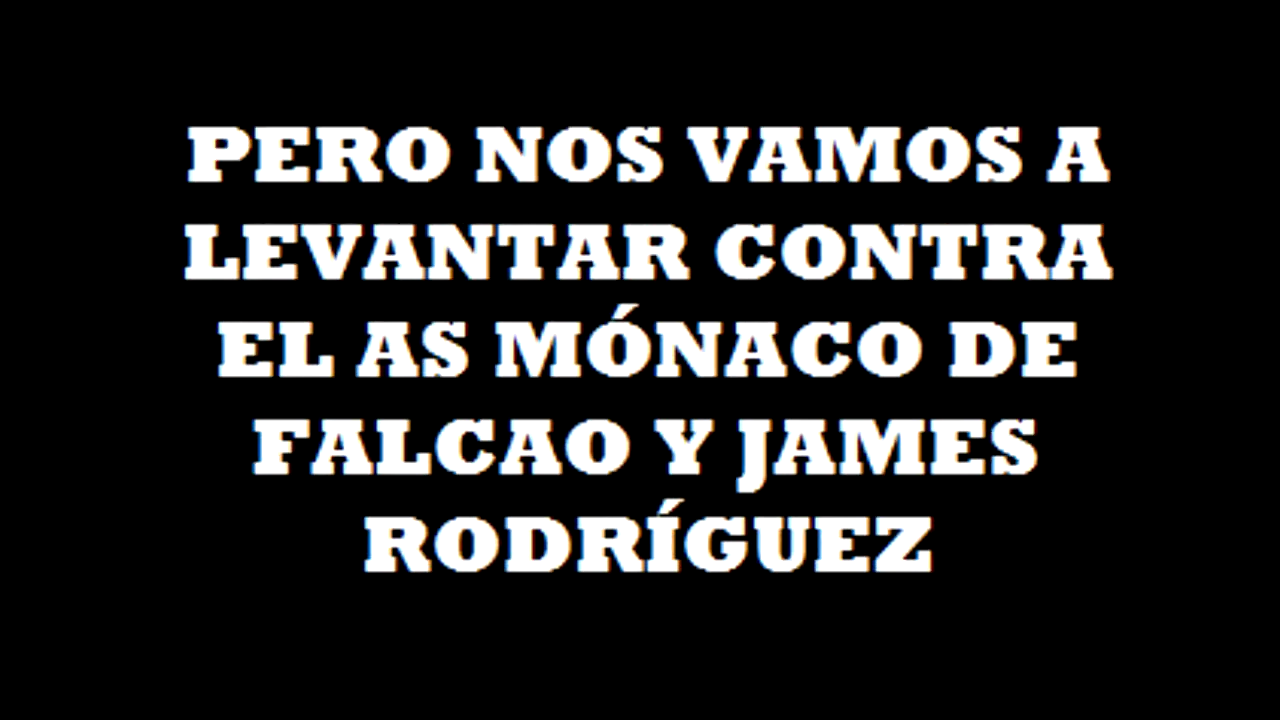 PERO NOS VAMOS A
LEVANTAR CONTRA
EL AS MÓNACO DE
FALCAO Y JAMES
RODRÍGUEZ